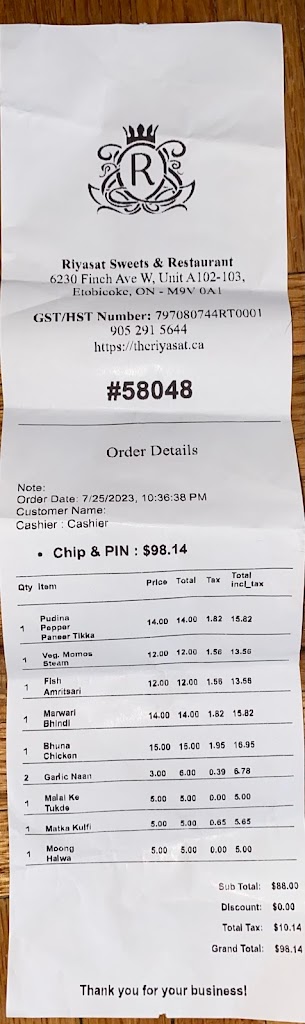 R
Riyasat Sweets & Restaurant
6230 Finch Ave W, Unit A102-103,
Etobicoke, ON - M9V 0A1
GST/HST Number: 797080744RT0001
905 291 5644
https://theriyasat.ca
#58048
Order Details
Note:
Order Date: 7/25/2023, 10:36:38 PM
Customer Name:
Cashier : Cashier
• Chip & PIN : $98.14
Qty Item Price Total Tax Total incl_tax
1 Pudina Pepper Paneer Tikka 14.00 14.00 1.82 15.82
1 Veg. Momos Steam 12.00 12.00 1.56 13.56
1 Fish Amritsari 12.00 12.00 1.56 13.56
1 Marwari Bhindi 14.00 14.00 1.82 15.82
1 Bhuna Chicken 15.00 15.00 1.95 16.95
2 Garlic Naan 3.00 6.00 0.39 6.78
1 Malai Ke Tukde 5.00 5.00 0.00 5.00
1 Matka Kulfi 5.00 5.00 0.65 5.65
1 Moong Halwa 5.00 5.00 0.00 5.00
Sub Total: $88.00
Discount: $0.00
Total Tax: $10.14
Grand Total: $98.14
Thank you for your business!